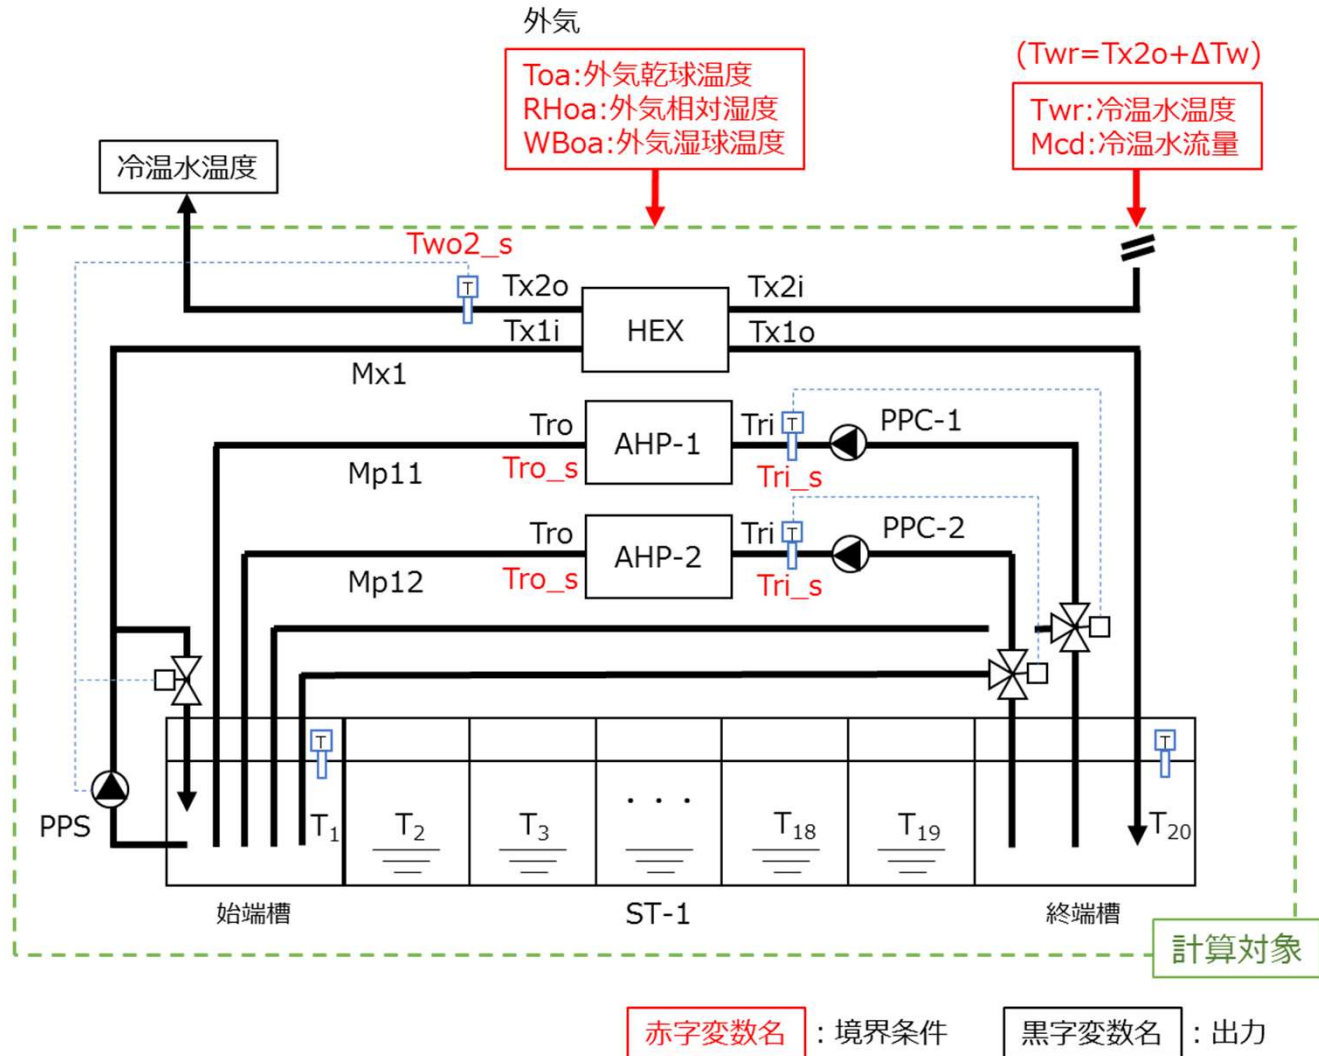 外気
Toa:外気乾球温度
RHoa:外気相対湿度
WBoa:外気湿球温度
(Twr=Tx2o+ΔTw)
Twr:冷温水温度
Mcd:冷温水流量
冷温水温度
Two2_s
T
Tx2o
Tx2i
HEX
Tx1i
Tx1o
Mx1
Tro
AHP-1
Tri
T
PPC-1
Mp11
Tro_s
Tri_s
Tro
AHP-2
Tri
T
PPC-2
Mp12
Tro_s
Tri_s
T
T
PPS
T1
T2
T3
・・・
T18
T19
T20
始端槽
ST-1
終端槽
計算対象
赤字変数名 : 境界条件
黒字変数名 : 出力